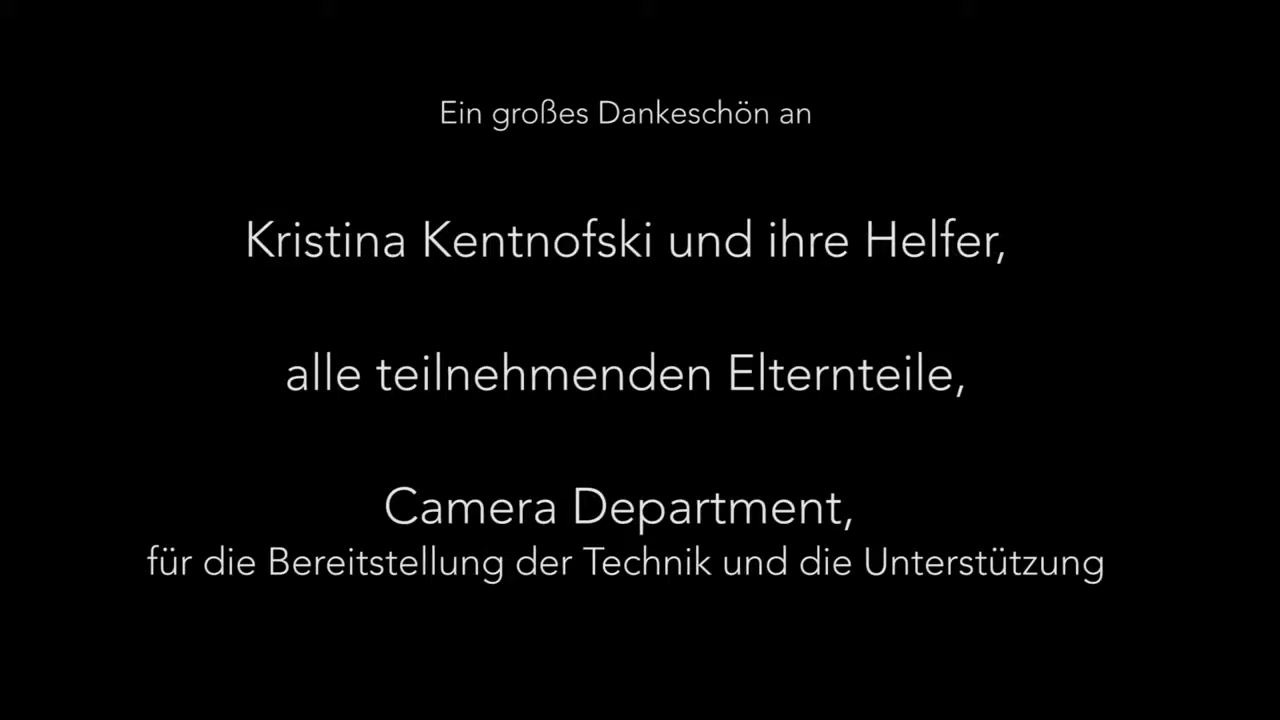 Ein großes Dankeschön an
Kristina Kentnofski und ihre Helfer,
alle teilnehmenden Elternteile,
Camera Department,
für die Bereitstellung der Technik und die Unterstützung